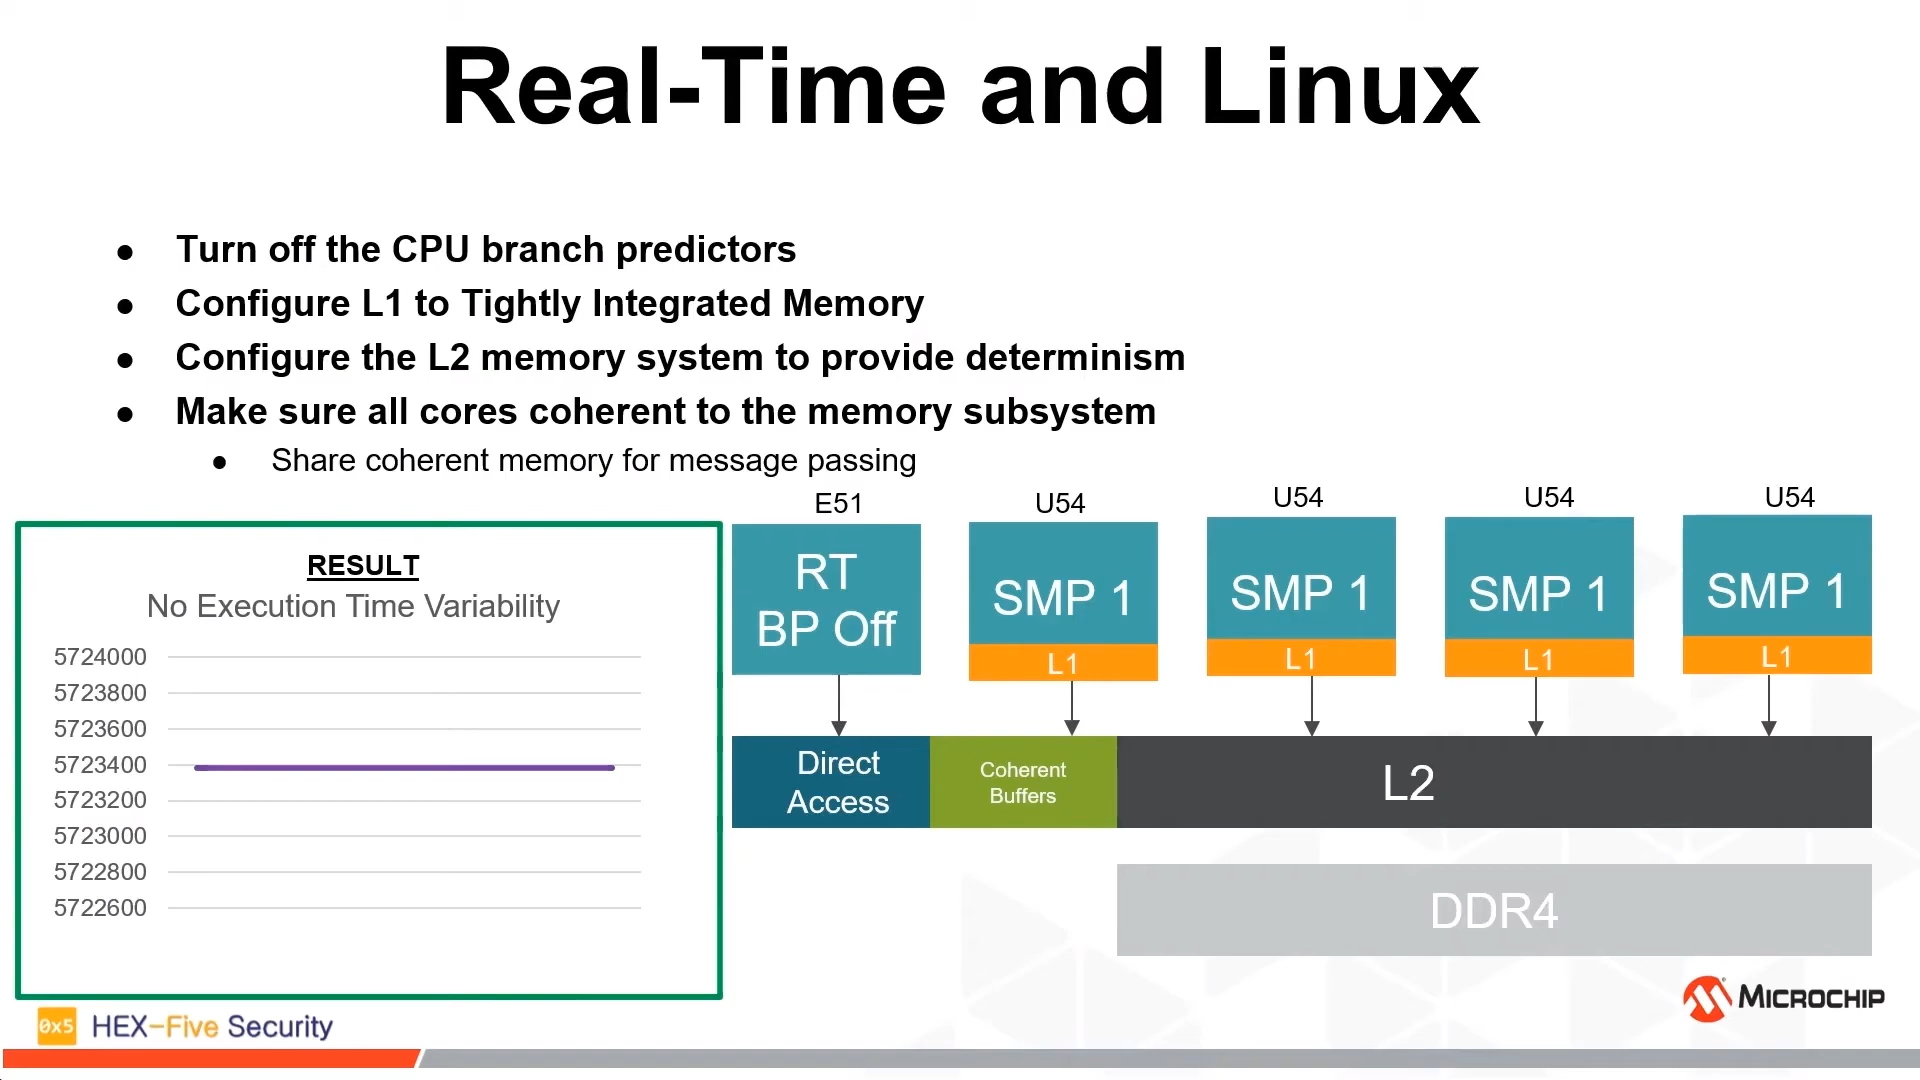 Real-Time and Linux
● Turn off the CPU branch predictors
● Configure L1 to Tightly Integrated Memory
● Configure the L2 memory system to provide determinism
● Make sure all cores coherent to the memory subsystem
● Share coherent memory for message passing
RESULT
No Execution Time Variability
5724000
5723800
5723600
5723400
5723200
5723000
5722800
5722600
E51
U54
U54
U54
U54
RT
BP Off
SMP 1
SMP 1
SMP 1
SMP 1
L1
L1
L1
L1
Direct
Access
Coherent
Buffers
L2
DDR4
0x5 HEX-Five Security
MICROCHIP